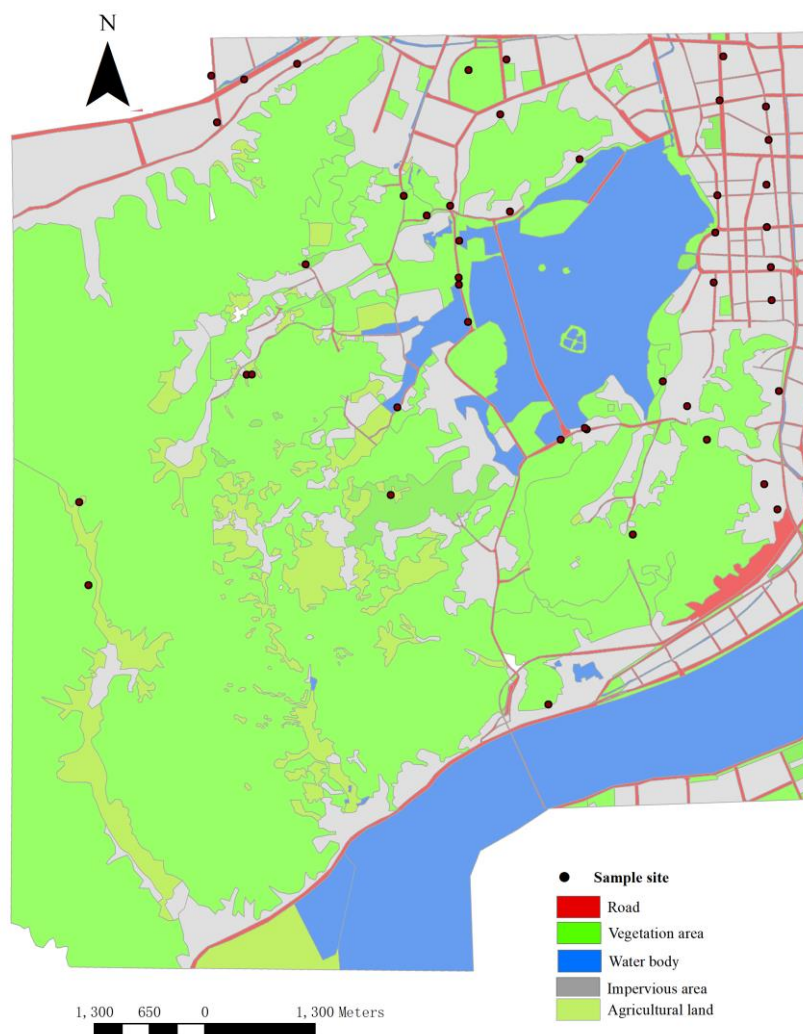 N
Sample site
Road
Vegetation area
Water body
Impervious area
Agricultural land
1,300 650 0 1,300 Meters